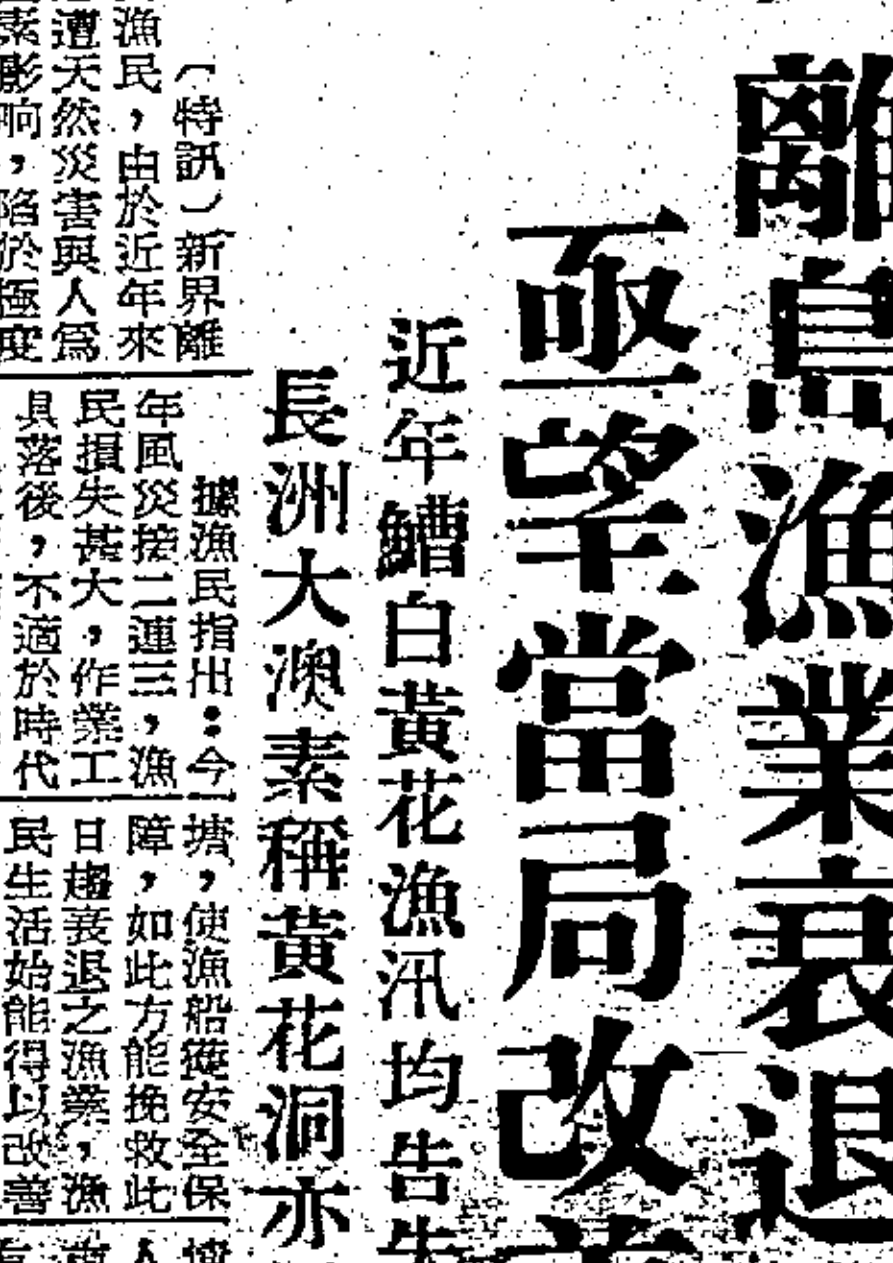 離島漁業衰退
亟望當局改善
近年鰽白黃花漁汛均告失
長洲大澳素稱黃花洞亦
（特訊）新界離
漁民，由於近年來
遭天然災害與人為
素影响，陷於極度
據漁民指出：今
年風災接二連三，漁
民損失甚大，作業工
具落後，不適於時代
塘，使漁船獲安全保
障，如此方能挽救此
日趨衰退之漁業，漁
民生活始能得以改善